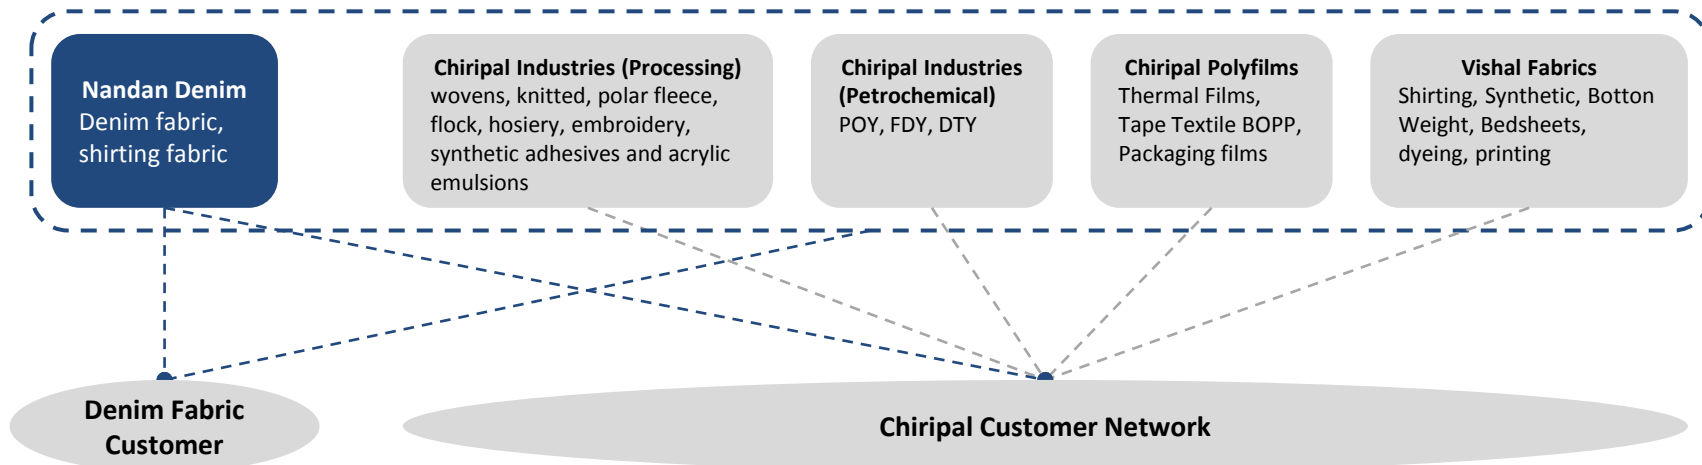 Nandan Denim
Denim fabric,
shirting fabric
Chiripal Industries (Processing)
wovens, knitted, polar fleece,
flock, hosiery, embroidery,
synthetic adhesives and acrylic
emulsions
Chiripal Industries
(Petrochemical)
POY, FDY, DTY
Chiripal Polyfilms
Thermal Films,
Tape Textile BOPP,
Packaging films
Vishal Fabrics
Shirting, Synthetic, Botton
Weight, Bedsheets,
dyeing, printing
Denim Fabric
Customer
Chiripal Customer Network